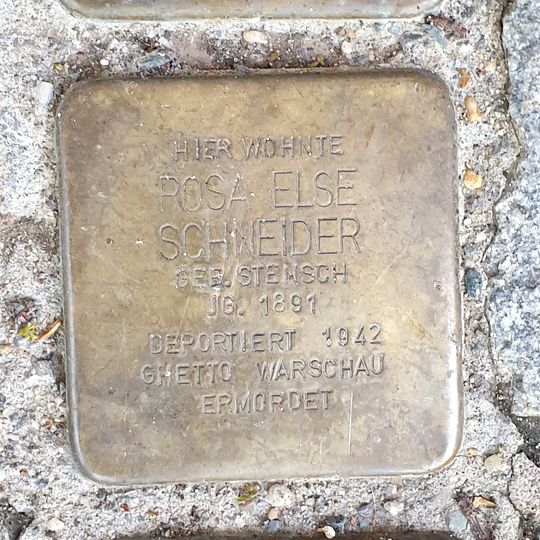 HIER WOHNTE
ROSA ELSE
SCHNEIDER
GEB. STENSCH
JG. 1891
DEPORTIERT 1942
GHETTO WARSCHAU
ERMORDET